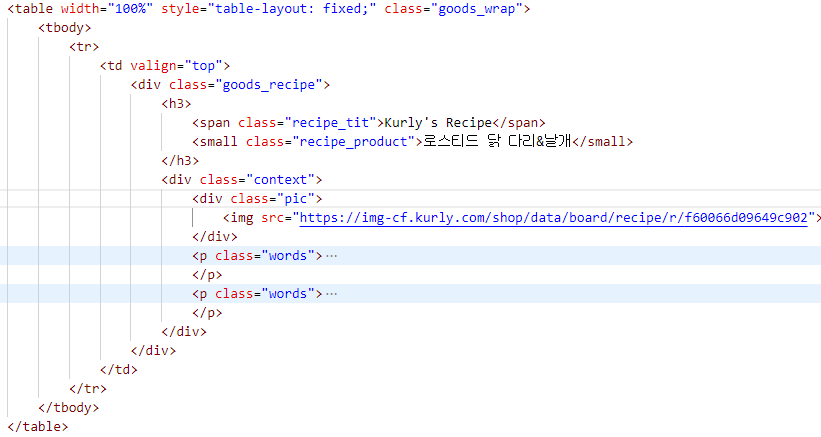 <table width="100%" style="table-layout: fixed;" class="goods_wrap">
<tbody>
<tr>
<td valign="top">
<div class="goods_recipe">
<h3>
<span class="recipe_tit">Kurly's Recipe</span>
<small class="recipe_product">로스티드 닭 다리&날개</small>
</h3>
<div class="context">
<div class="pic">
<img src="https://img-cf.kurly.com/shop/data/board/recipe/r/f60066d09649c902">
</div>
<p class="words">⋯
</p>
<p class="words">⋯
</p>
</div>
</div>
</td>
</tr>
</tbody>
</table>